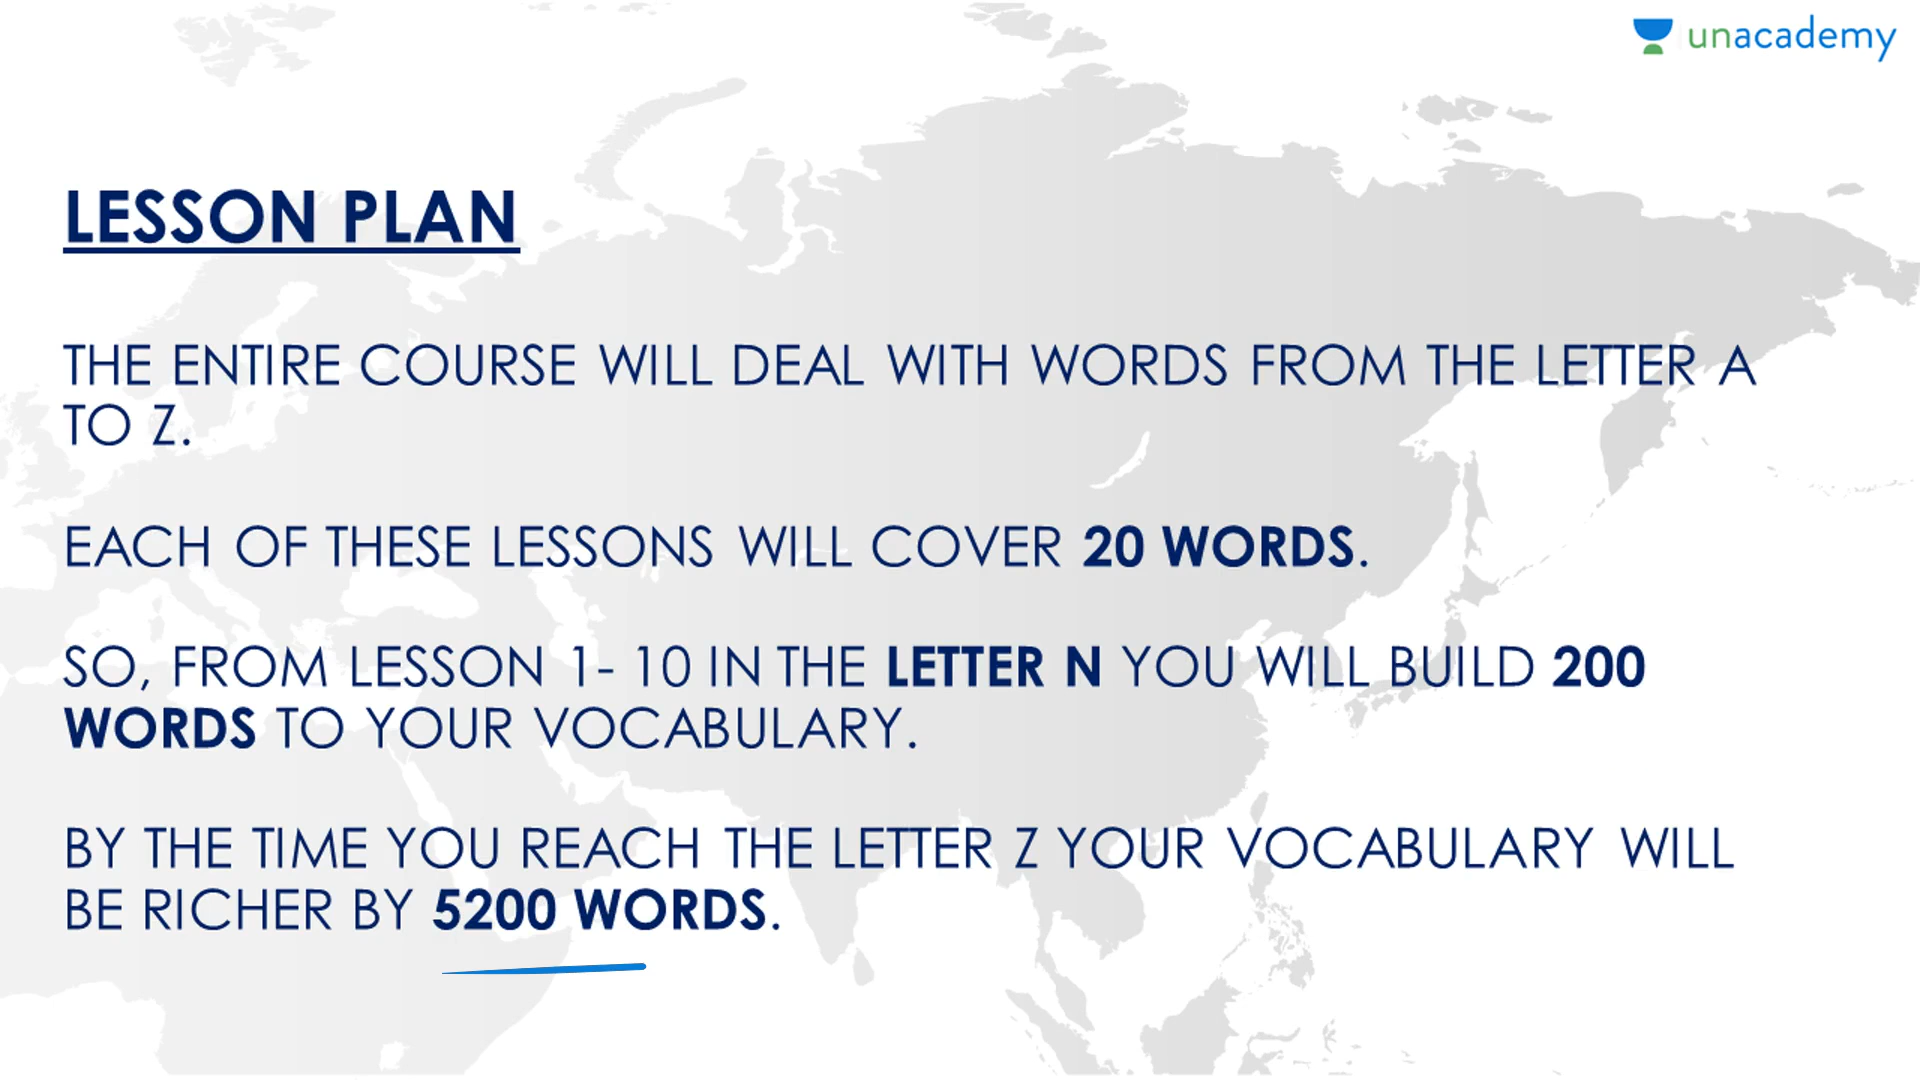 unacademy
LESSON PLAN
THE ENTIRE COURSE WILL DEAL WITH WORDS FROM THE LETTER A
TO Z.
EACH OF THESE LESSONS WILL COVER 20 WORDS.
SO, FROM LESSON 1- 10 IN THE LETTER N YOU WILL BUILD 200
WORDS TO YOUR VOCABULARY.
BY THE TIME YOU REACH THE LETTER Z YOUR VOCABULARY WILL
BE RICHER BY 5200 WORDS.